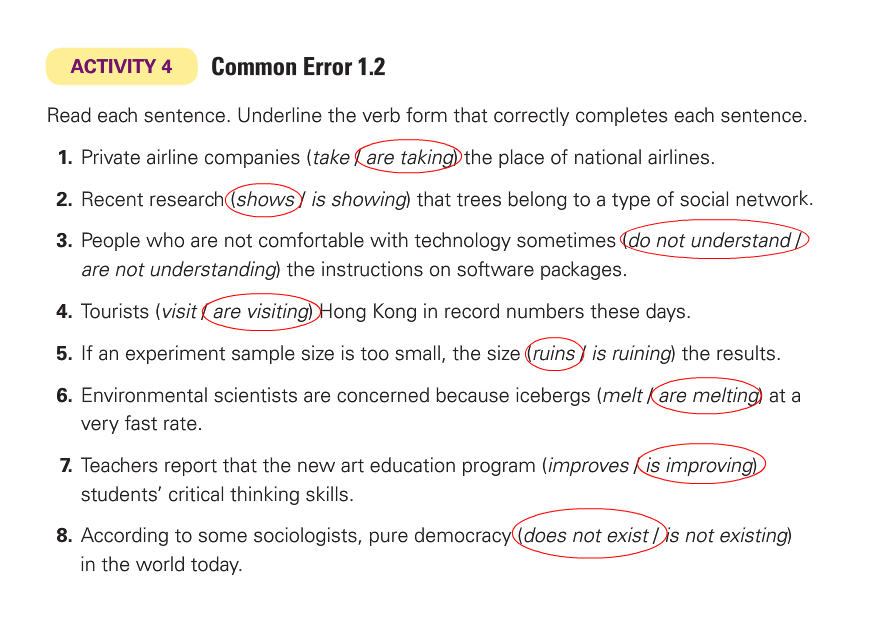 ACTIVITY 4 Common Error 1.2
Read each sentence. Underline the verb form that correctly completes each sentence.
1. Private airline companies (take / are taking) the place of national airlines.
2. Recent research (shows / is showing) that trees belong to a type of social network.
3. People who are not comfortable with technology sometimes (do not understand /
are not understanding) the instructions on software packages.
4. Tourists (visit / are visiting) Hong Kong in record numbers these days.
5. If an experiment sample size is too small, the size (ruins / is ruining) the results.
6. Environmental scientists are concerned because icebergs (melt / are melting) at a
very fast rate.
7. Teachers report that the new art education program (improves / is improving)
students’ critical thinking skills.
8. According to some sociologists, pure democracy (does not exist / is not existing)
in the world today.